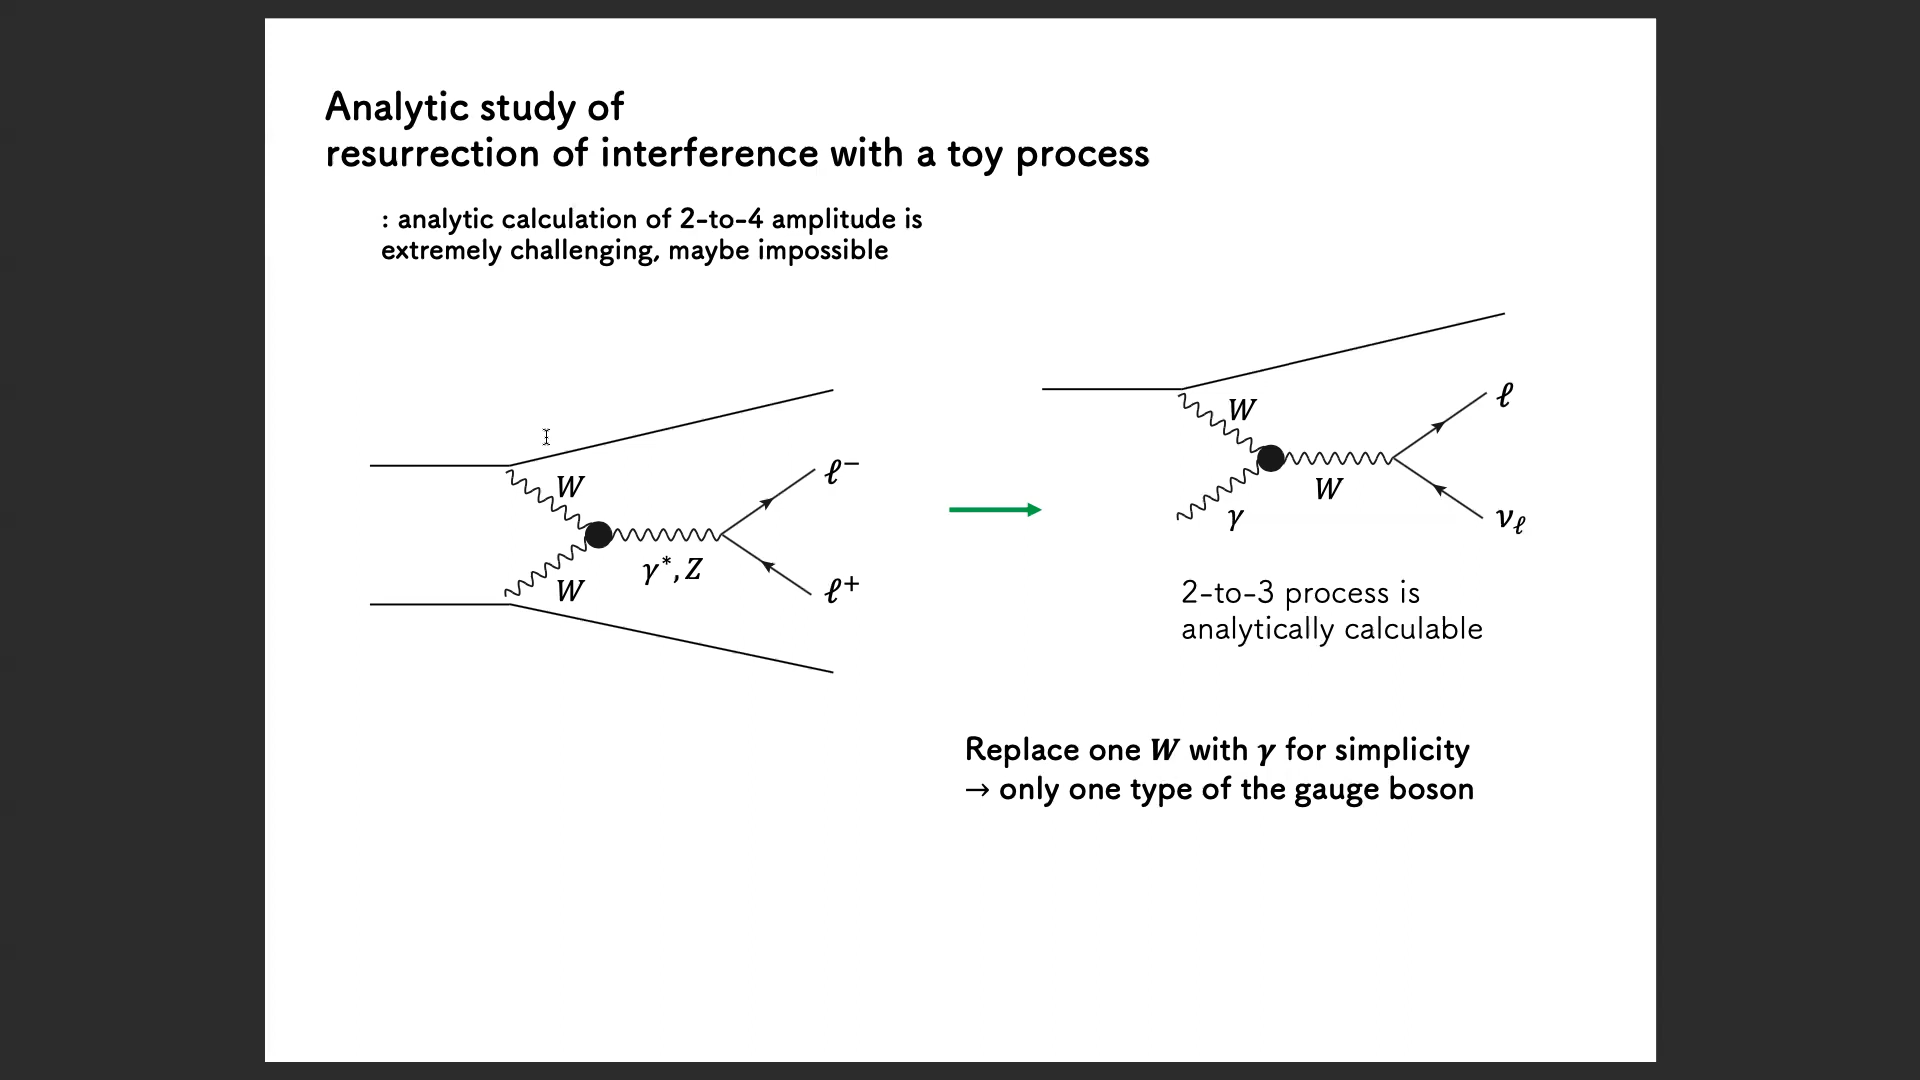 Analytic study of
resurrection of interference with a toy process
: analytic calculation of 2-to-4 amplitude is
extremely challenging, maybe impossible
W
W
γ*, Z
ℓ−
ℓ+
W
γ
W
ℓ
νℓ
2-to-3 process is
analytically calculable
Replace one W with γ for simplicity
→ only one type of the gauge boson